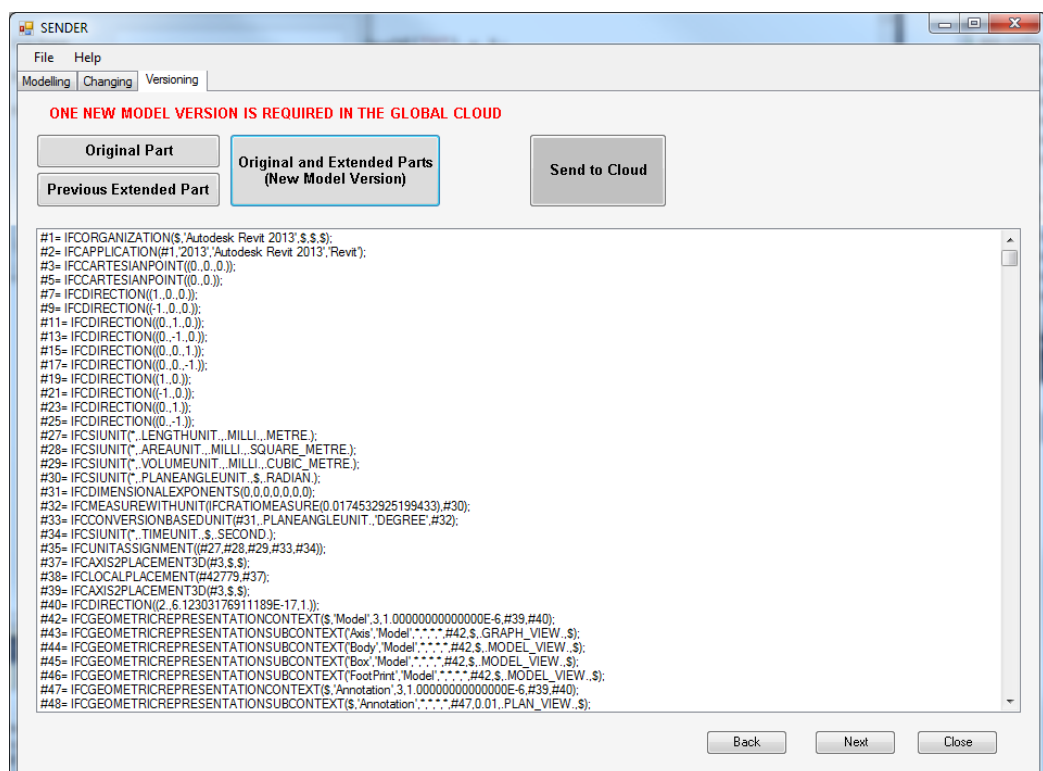 SENDER
File Help
Modelling Changing Versioning
ONE NEW MODEL VERSION IS REQUIRED IN THE GLOBAL CLOUD
Original Part
Previous Extended Part
Original and Extended Parts
(New Model Version)
Send to Cloud
#1= IFCORGANIZATION($,'Autodesk Revit 2013',$,$,$);
#2= IFCAPPLICATION(#1,'2013','Autodesk Revit 2013','Revit');
#3= IFCCARTESIANPOINT((0.,0.,0.));
#5= IFCCARTESIANPOINT((0.,0.));
#7= IFCDIRECTION((1.,0.,0.));
#9= IFCDIRECTION((-1.,0.,0.));
#11= IFCDIRECTION((0.,1.,0.));
#13= IFCDIRECTION((0.,-1.,0.));
#15= IFCDIRECTION((0.,0.,1.));
#17= IFCDIRECTION((0.,0.,-1.));
#19= IFCDIRECTION((1.,0.));
#21= IFCDIRECTION((-1.,0.));
#23= IFCDIRECTION((0.,1.));
#25= IFCDIRECTION((0.,-1.));
#27= IFCSIUNIT(*,.LENGTHUNIT.,.MILLI.,.METRE.);
#28= IFCSIUNIT(*,.AREAUNIT.,.MILLI.,.SQUARE_METRE.);
#29= IFCSIUNIT(*,.VOLUMEUNIT.,.MILLI.,.CUBIC_METRE.);
#30= IFCSIUNIT(*,.PLANEANGLEUNIT.,$,.RADIAN.);
#31= IFCDIMENSIONALEXPONENTS(0,0,0,0,0,0,0);
#32= IFCMEASUREWITHUNIT(IFCRATIOMEASURE(0.0174532925199433),#30);
#33= IFCCONVERSIONBASEDUNIT(#31,.PLANEANGLEUNIT.,'DEGREE',#32);
#34= IFCSIUNIT(*,.TIMEUNIT.,$,.SECOND.);
#35= IFCUNITASSIGNMENT((#27,#28,#29,#33,#34));
#37= IFCAXIS2PLACEMENT3D(#3,$,$);
#38= IFCLOCALPLACEMENT(#42779,#37);
#39= IFCAXIS2PLACEMENT3D(#3,$,$);
#40= IFCDIRECTION((2.,6.12303176911189E-17,1.));
#42= IFCGEOMETRICREPRESENTATIONCONTEXT($,'Model',3,1.00000000000000E-6,#39,#40);
#43= IFCGEOMETRICREPRESENTATIONSUBCONTEXT('Axis','Model',*,*,*,*,#42,$,.GRAPH_VIEW.,$);
#44= IFCGEOMETRICREPRESENTATIONSUBCONTEXT('Body','Model',*,*,*,*,#42,$,.MODEL_VIEW.,$);
#45= IFCGEOMETRICREPRESENTATIONSUBCONTEXT('Box','Model',*,*,*,*,#42,$,.MODEL_VIEW.,$);
#46= IFCGEOMETRICREPRESENTATIONSUBCONTEXT('FootPrint','Model',*,*,*,*,#42,$,.MODEL_VIEW.,$);
#47= IFCGEOMETRICREPRESENTATIONCONTEXT($,'Annotation',3,1.00000000000000E-6,#39,#40);
#48= IFCGEOMETRICREPRESENTATIONSUBCONTEXT($,'Annotation',*,*,*,*,#47,0.01,.PLAN_VIEW.,$);
Back Next Close